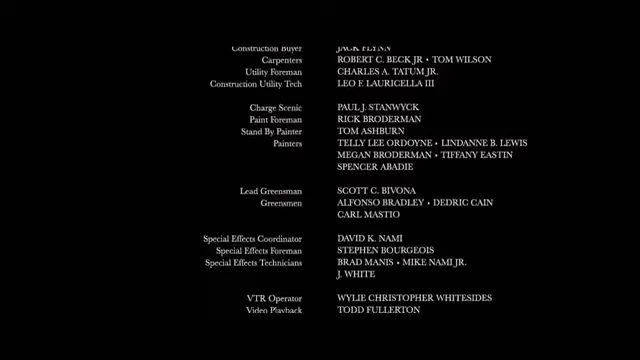 Construction Buyer JACK FLYNN
Carpenters ROBERT C. BECK JR • TOM WILSON
Utility Foreman CHARLES A. TATUM JR.
Construction Utility Tech LEO F. LAURICELLA III
Charge Scenic PAUL J. STANWYCK
Paint Foreman RICK BRODERMAN
Stand By Painter TOM ASHBURN
Painters TELLY LEE ORDOYNE • LINDANNE B. LEWIS
MEGAN BRODERMAN • TIFFANY EASTIN
SPENCER ABADIE
Lead Greensman SCOTT C. BIVONA
Greensmen ALFONSO BRADLEY • DEDRIC CAIN
CARL MASTIO
Special Effects Coordinator DAVID K. NAMI
Special Effects Foreman STEPHEN BOURGEOIS
Special Effects Technicians BRAD MANIS • MIKE NAMI JR.
J. WHITE
VTR Operator WYLIE CHRISTOPHER WHITESIDES
Video Playback TODD FULLERTON